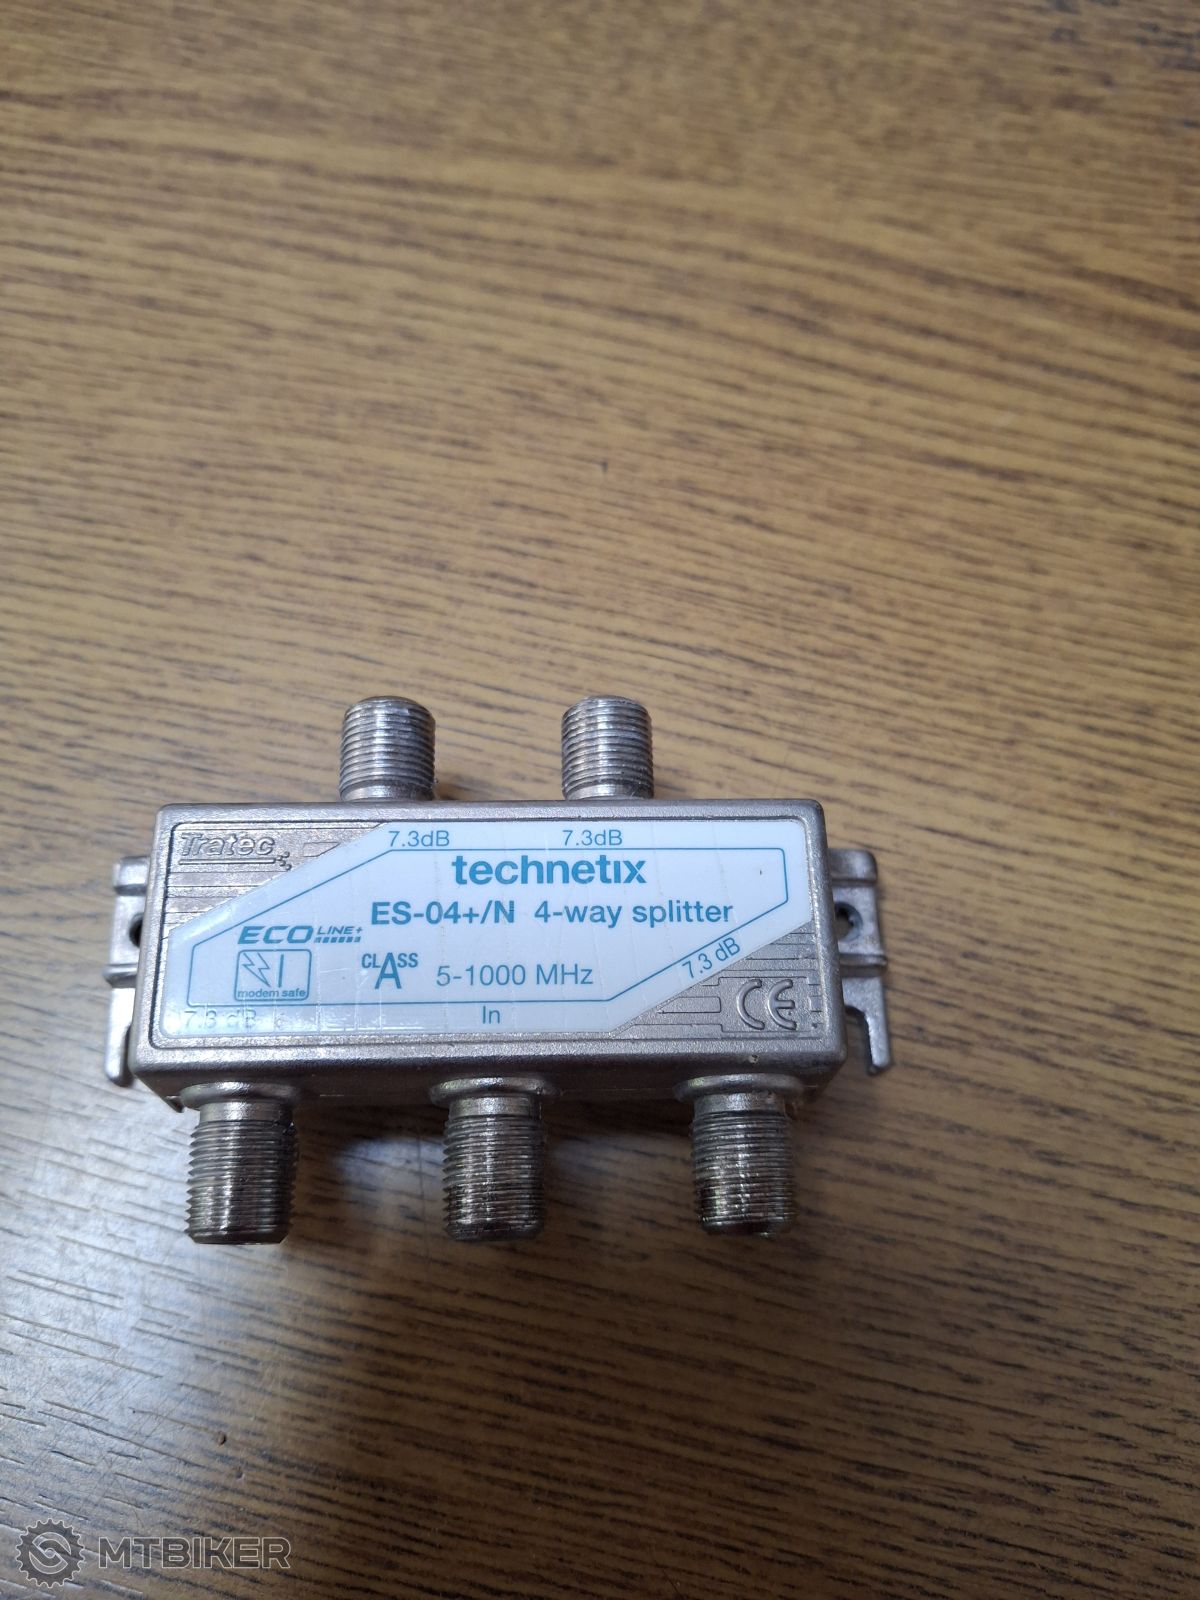 7.3dB 7.3dB
Tratec
technetix
ES-04+/N 4-way splitter
ECO LINE+
CLASS A 5-1000 MHz
7.3 dB
modem safe
CE
7.3 dB
In
MTBIKER